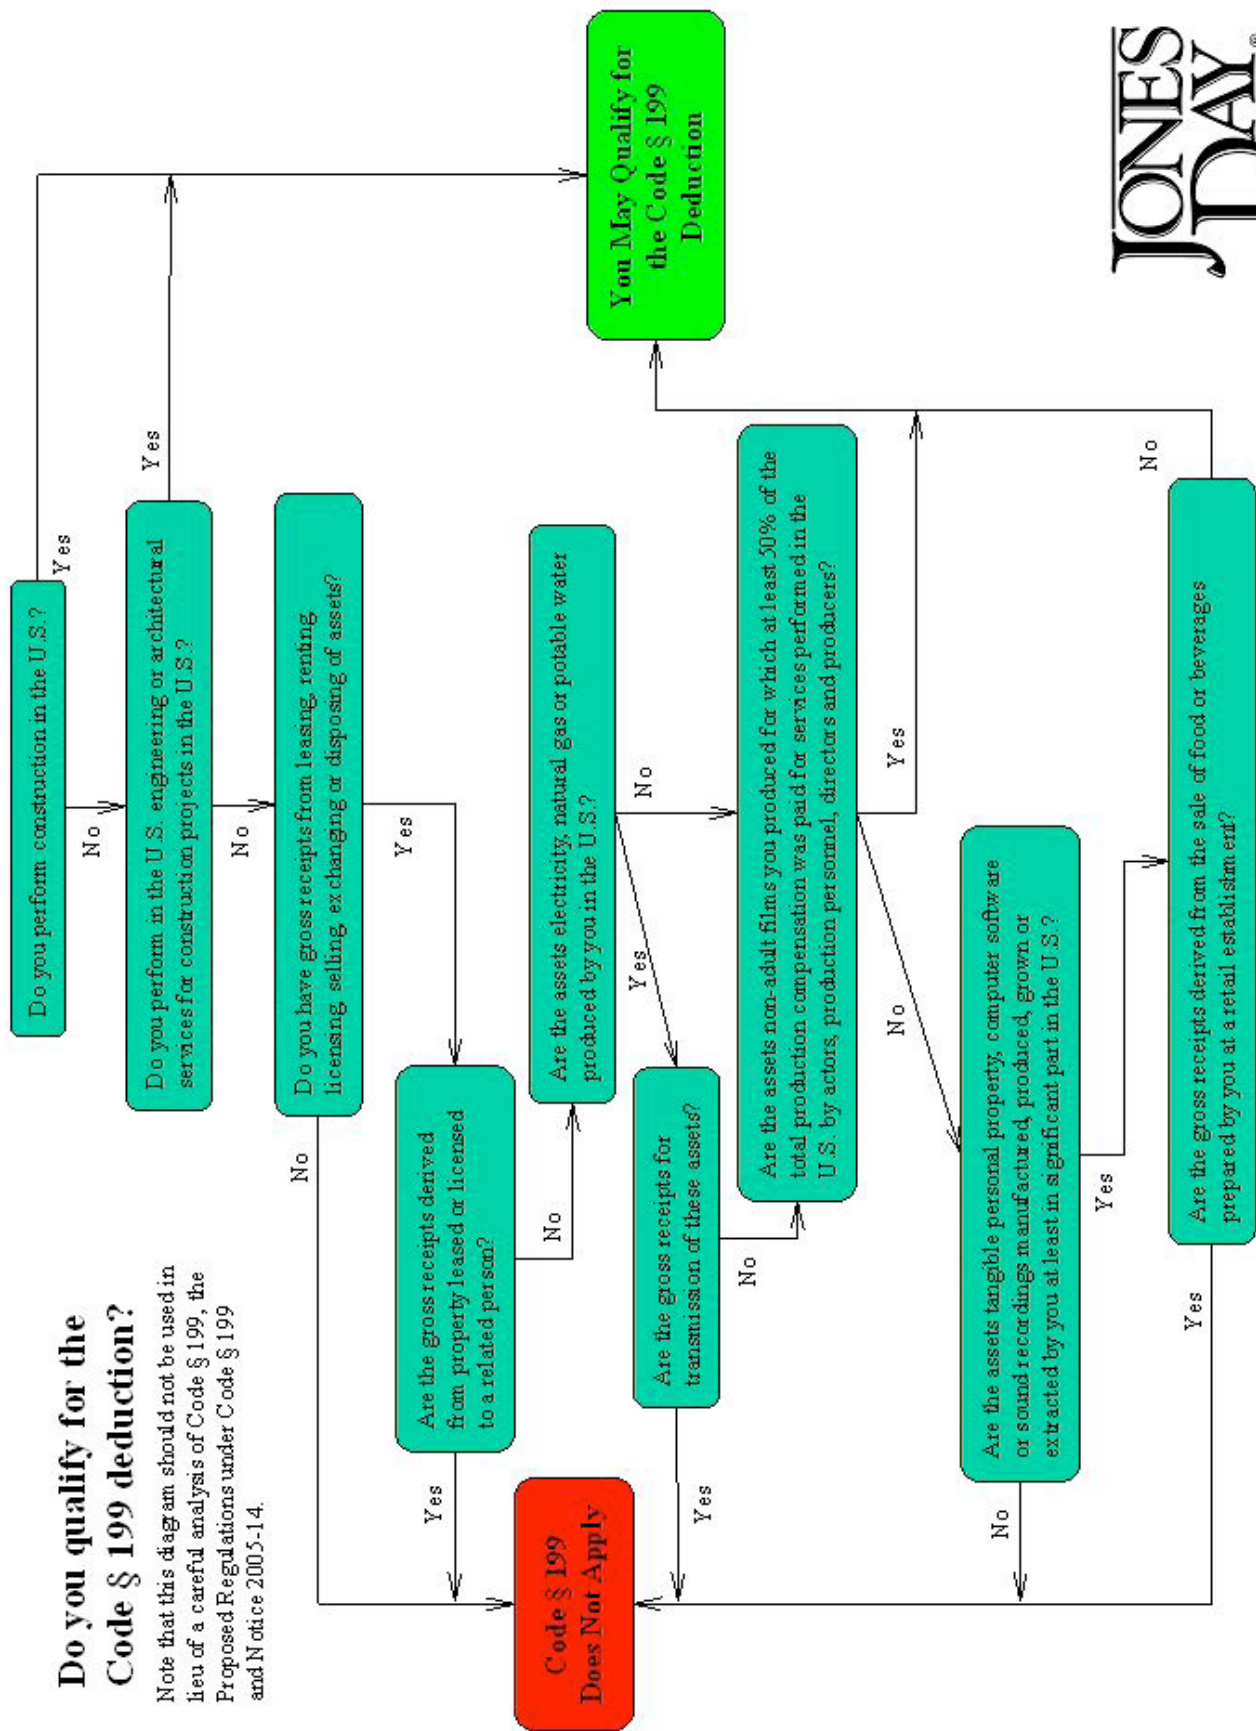 Do you qualify for the
Code § 199 deduction?
Note that this diagram should not be used in
lieu of a careful analysis of Code § 199, the
Proposed Regulations under Code § 199
and Notice 2005-14.
Do you perform construction in the U.S.?
Yes
No
Do you perform in the U.S. engineering or architectural
services for construction projects in the U.S.?
Yes
No
Do you have gross receipts from leasing, renting,
licensing, selling, exchanging or disposing of assets?
No
Yes
Are the gross receipts derived
from property leased or licensed
to a related person?
Yes
No
Code § 199
Does Not Apply
Are the assets electricity, natural gas or potable water
produced by you in the U.S.?
Yes
No
You May Qualify for
the Code § 199
Deduction
Are the gross receipts for
transmission of these assets?
Yes
No
Are the assets non-adult films you produced for which at least 50% of the
total production compensation was paid for services performed in the
U.S. by actors, production personnel, directors and producers?
No
Yes
Are the assets tangible personal property, computer software
or sound recordings manufactured, produced, grown or
extracted by you at least in significant part in the U.S.?
No
Yes
Are the gross receipts derived from the sale of food or beverages
prepared by you at a retail establishment?
Yes
No
JONES
DAY®